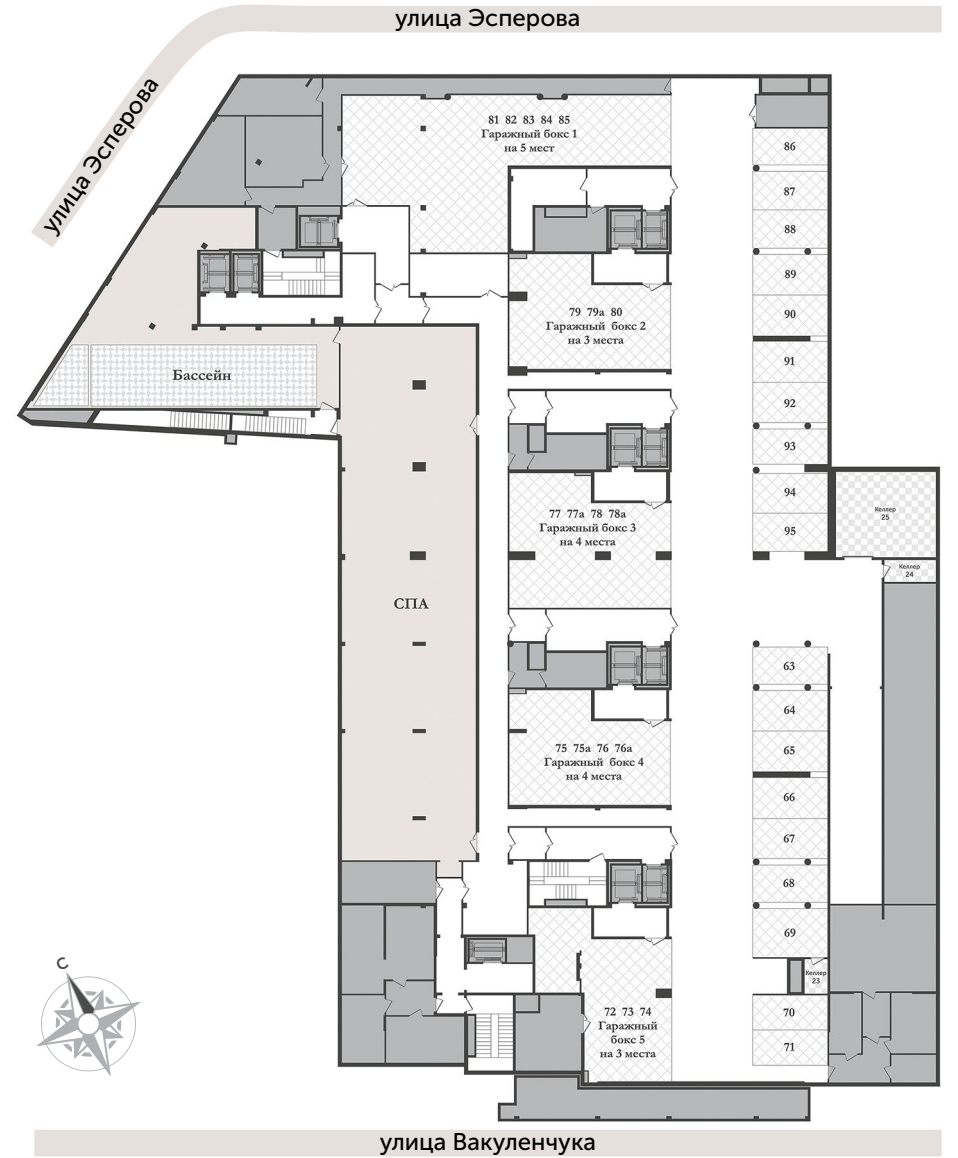 улица Эсперова
улица Эсперова
81 82 83 84 85
Гаражный бокс 1
на 5 мест
86
87
88
89
90
79 79а 80
Гаражный бокс 2
на 3 места
91
92
93
94
95
Бассейн
77 77а 78 78а
Гаражный бокс 3
на 4 места
Келлер
25
Келлер
24
СПА
63
64
65
66
67
68
69
75 75а 76 76а
Гаражный бокс 4
на 4 места
Келлер
23
70
71
72 73 74
Гаражный
бокс 5
на 3 места
С
улица Вакуленчука